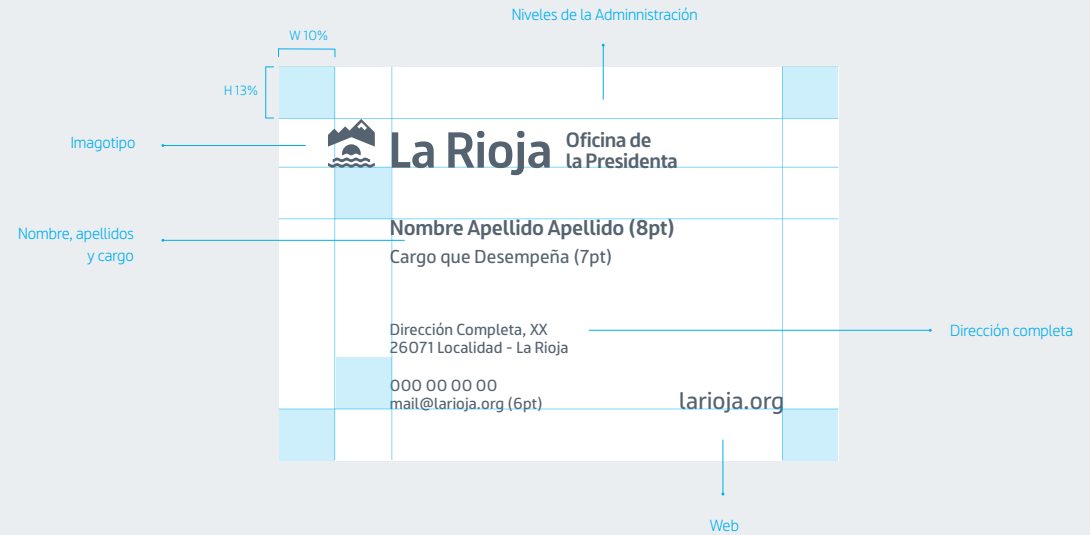 Niveles de la Adminnistración
W 10%
H 13%
Imagotipo
La Rioja
Oficina de
la Presidenta
Nombre, apellidos
y cargo
Nombre Apellido Apellido (8pt)
Cargo que Desempeña (7pt)
Dirección Completa, XX
26071 Localidad - La Rioja
Dirección completa
000 00 00 00
mail@larioja.org (6pt)
larioja.org
Web